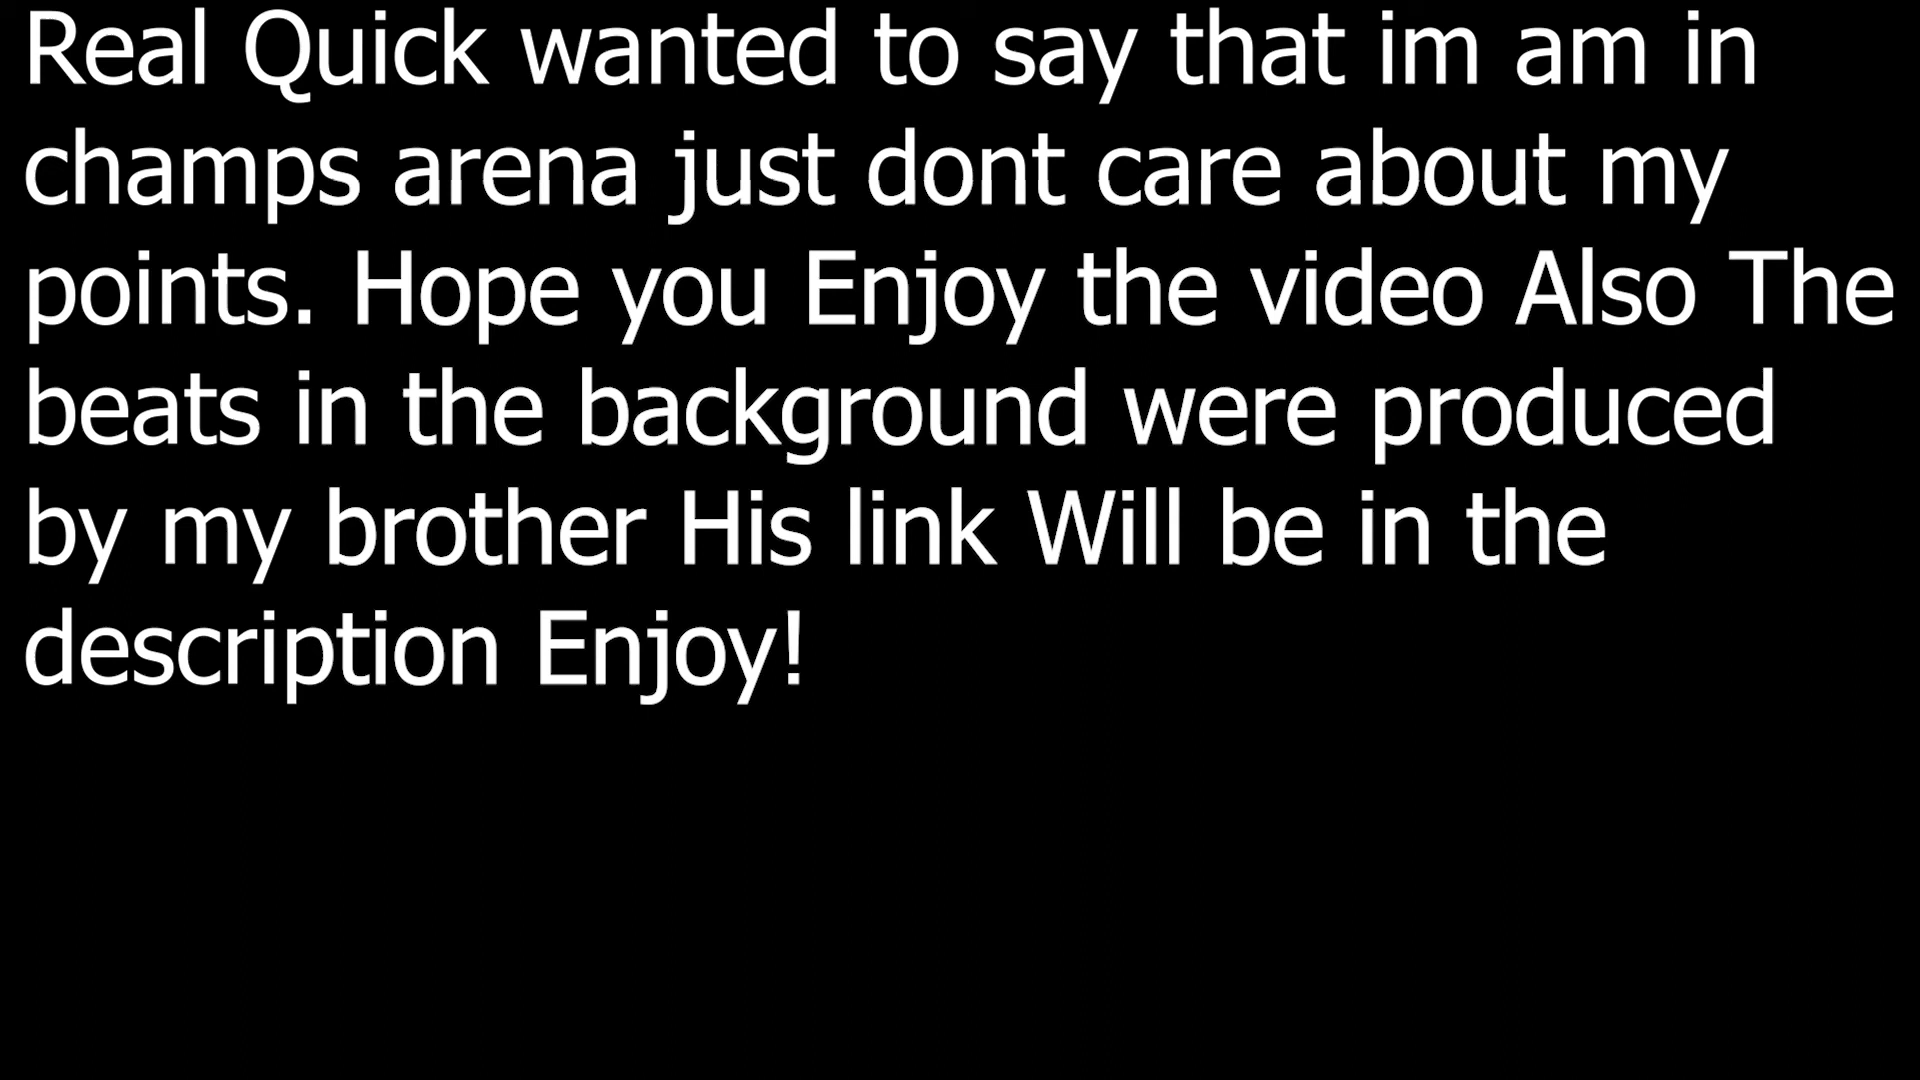 Real Quick wanted to say that im am in
champs arena just dont care about my
points. Hope you Enjoy the video Also The
beats in the background were produced
by my brother His link Will be in the
description Enjoy!